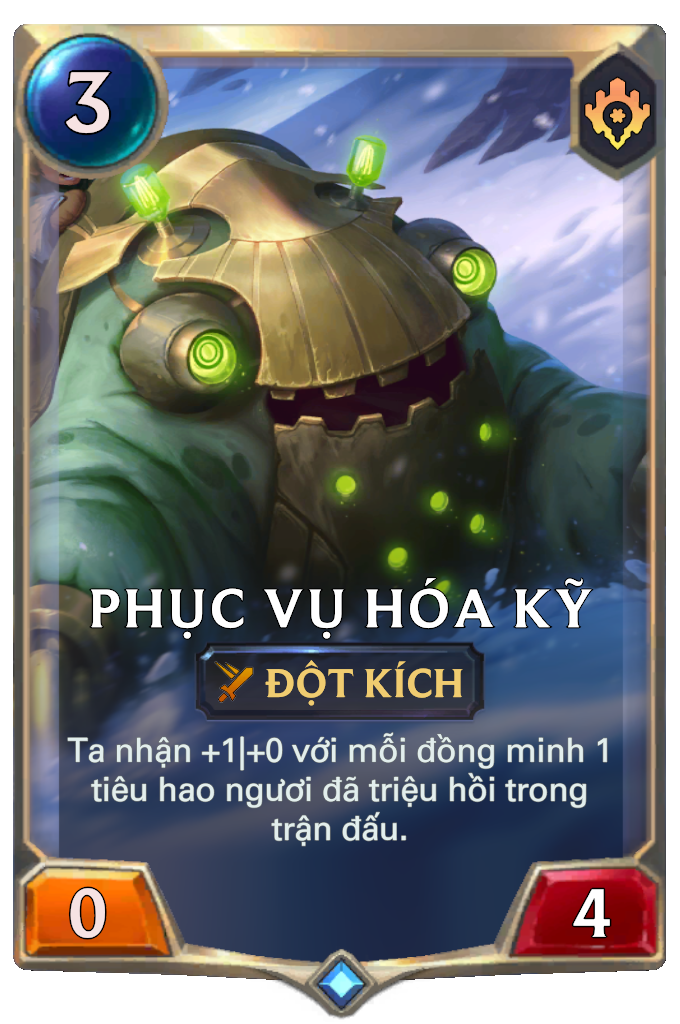 3
PHỤC VỤ HÓA KỸ
ĐỘT KÍCH
Ta nhận +1|+0 với mỗi đồng minh 1
tiêu hao ngươi đã triệu hồi trong
trận đấu.
0
4